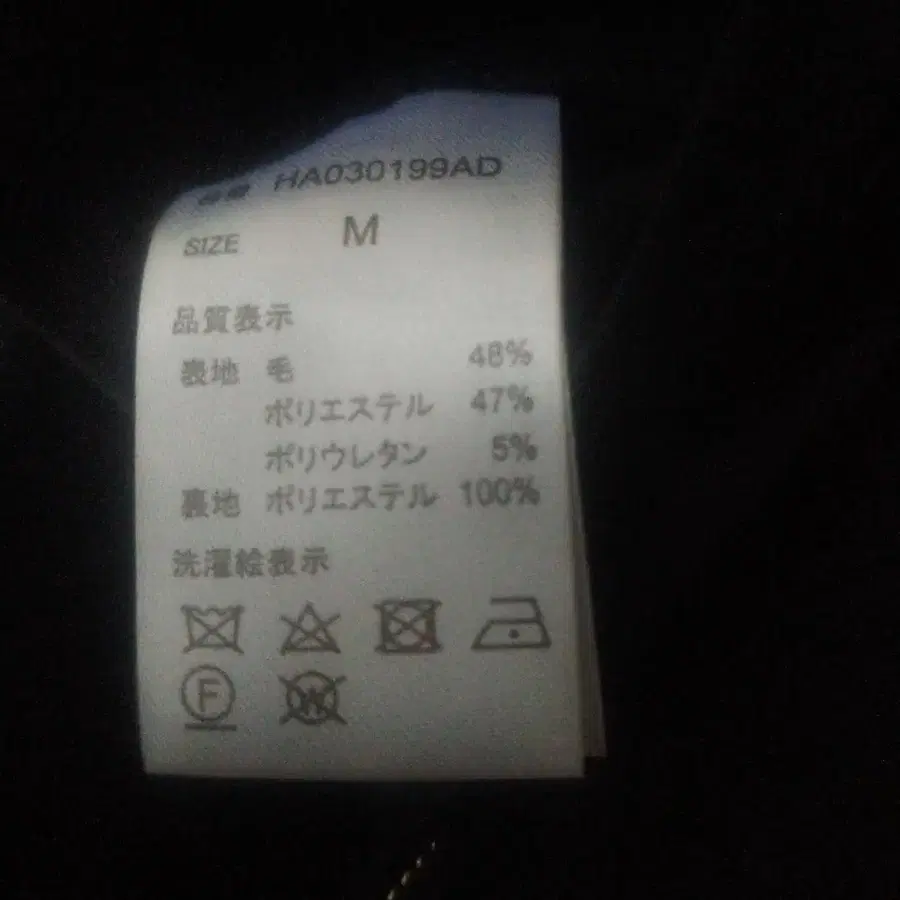 HA030199AD
SIZE M
品質表示
表地 毛 48%
ポリエステル 47%
ポリウレタン 5%
裏地 ポリエステル 100%
洗濯絵表示
F
W